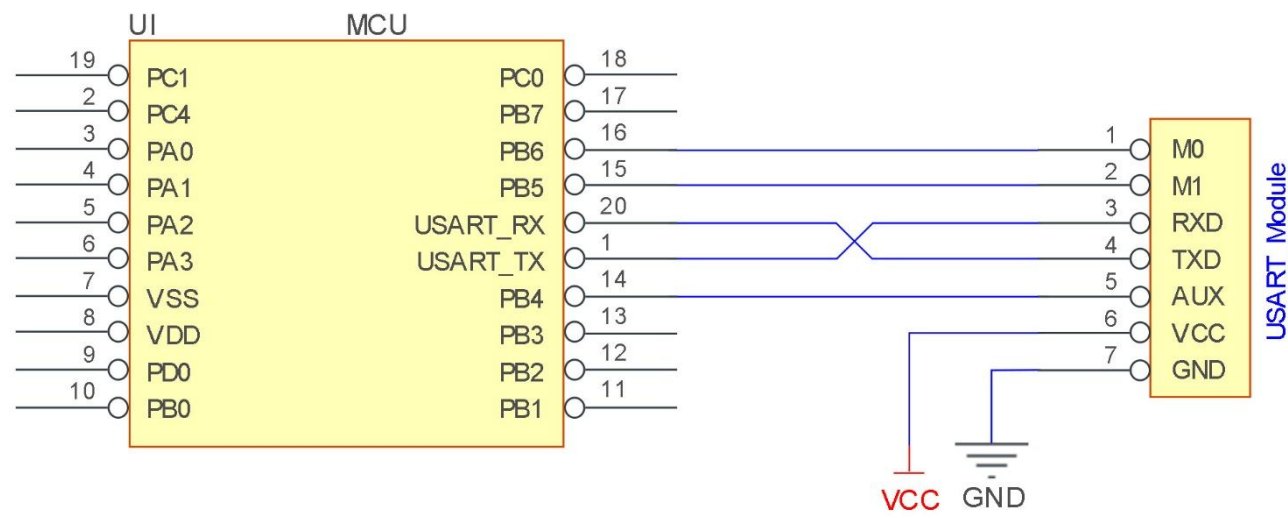 UI MCU
19 PC1 PC0 18
2 PC4 PB7 17
3 PA0 PB6 16 1 M0
4 PA1 PB5 15 2 M1
5 PA2 USART_RX 20 3 RXD
6 PA3 USART_TX 1 4 TXD
7 VSS PB4 14 5 AUX
8 VDD PB3 13 6 VCC
9 PD0 PB2 12 7 GND
10 PB0 PB1 11
USART Module
VCC GND